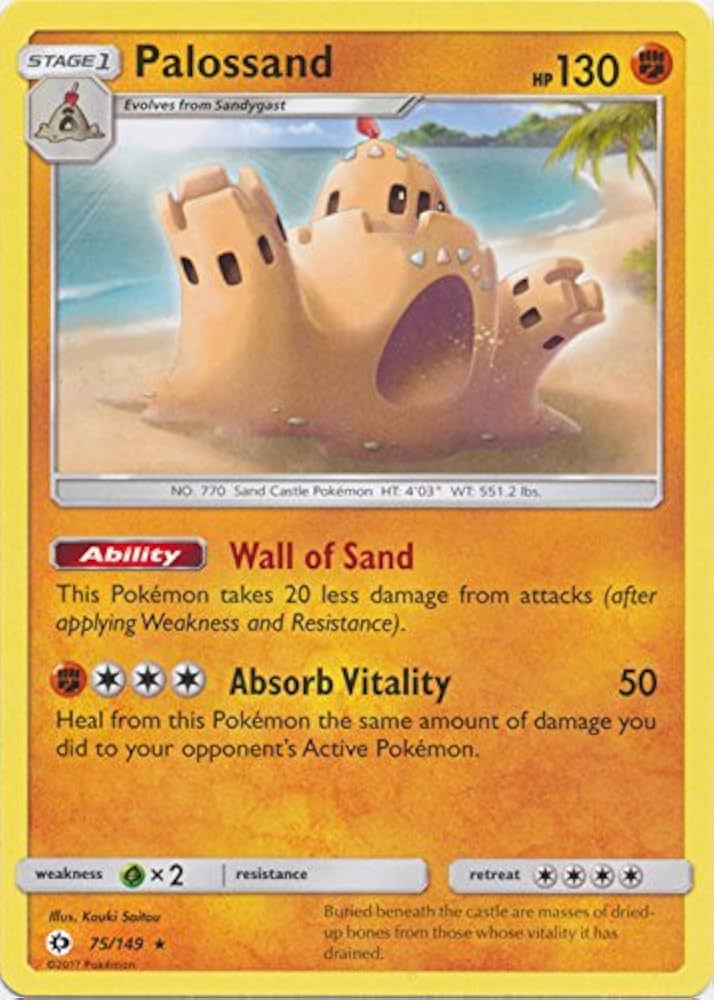 STAGE 1 Palossand HP 130
Evolves from Sandygast
NO. 770 Sand Castle Pokémon HT: 4'03" WT: 551.2 lbs.
Ability Wall of Sand
This Pokémon takes 20 less damage from attacks (after
applying Weakness and Resistance).
Absorb Vitality 50
Heal from this Pokémon the same amount of damage you
did to your opponent's Active Pokémon.
weakness ×2 resistance retreat
Illus. Kouki Saitou
75/149 ★
©2017 Pokémon
Buried beneath the castle are masses of dried-
up bones from those whose vitality it has
drained.